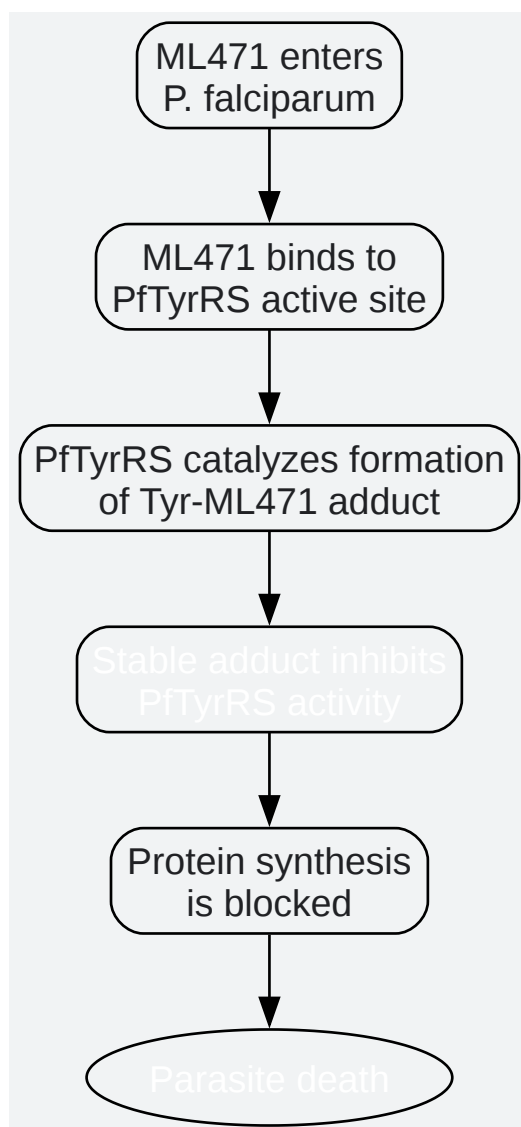 ML471 enters
P. falciparum
ML471 binds to
PfTyrRS active site
PfTyrRS catalyzes formation
of Tyr-ML471 adduct
Stable adduct inhibits
PfTyrRS activity
Protein synthesis
is blocked
Parasite death